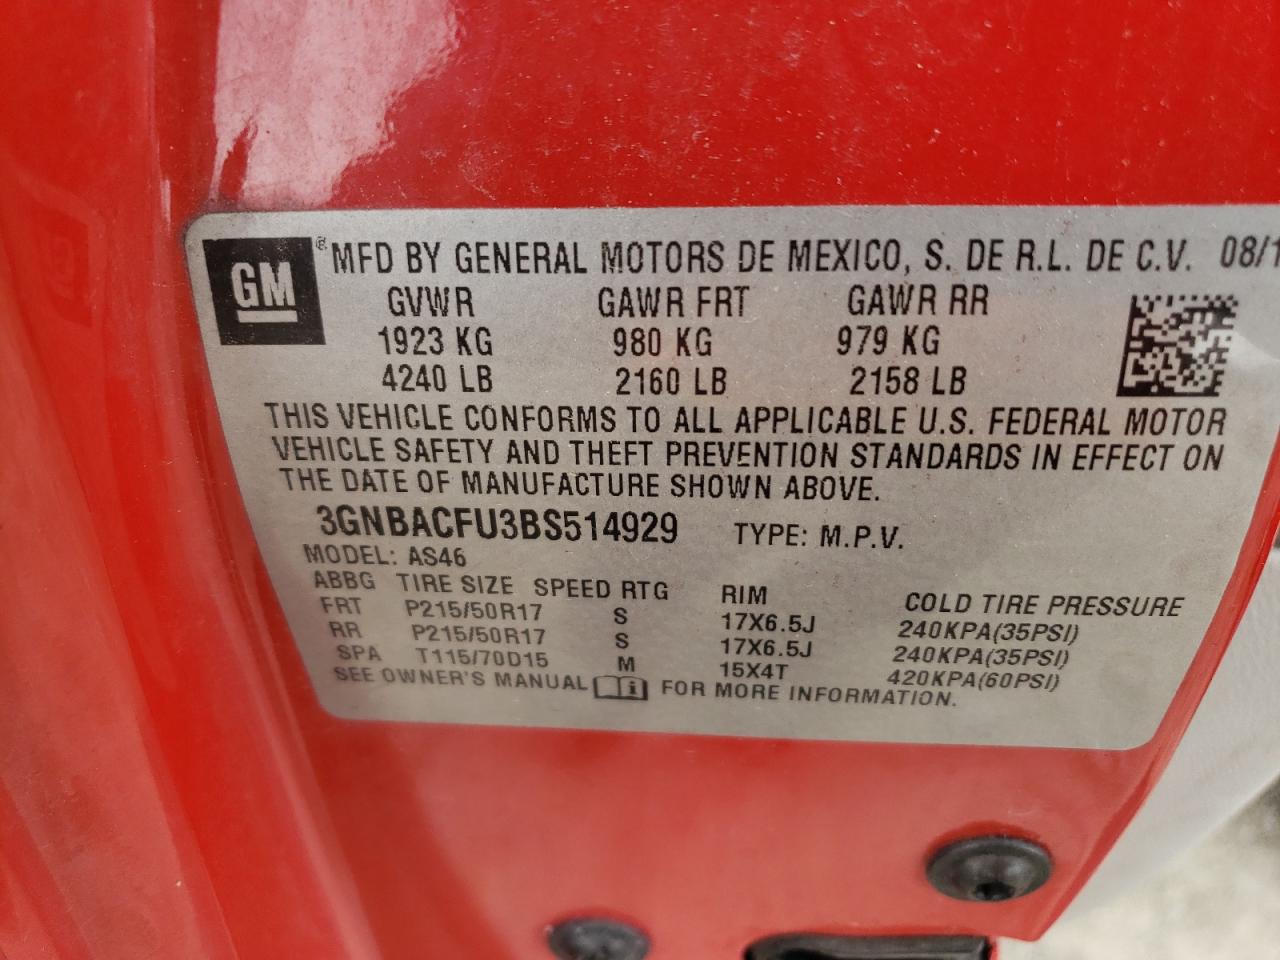 GM ® MFD BY GENERAL MOTORS DE MEXICO, S. DE R.L. DE C.V. 08/1
GVWR GAWR FRT GAWR RR
1923 KG 980 KG 979 KG
4240 LB 2160 LB 2158 LB
THIS VEHICLE CONFORMS TO ALL APPLICABLE U.S. FEDERAL MOTOR
VEHICLE SAFETY AND THEFT PREVENTION STANDARDS IN EFFECT ON
THE DATE OF MANUFACTURE SHOWN ABOVE.
3GNBACFU3BS514929 TYPE: M.P.V.
MODEL: AS46
ABBG TIRE SIZE SPEED RTG RIM COLD TIRE PRESSURE
FRT P215/50R17 S 17X6.5J 240KPA(35PSI)
RR P215/50R17 S 17X6.5J 240KPA(35PSI)
SPA T115/70D15 M 15X4T 420KPA(60PSI)
SEE OWNER'S MANUAL i FOR MORE INFORMATION.